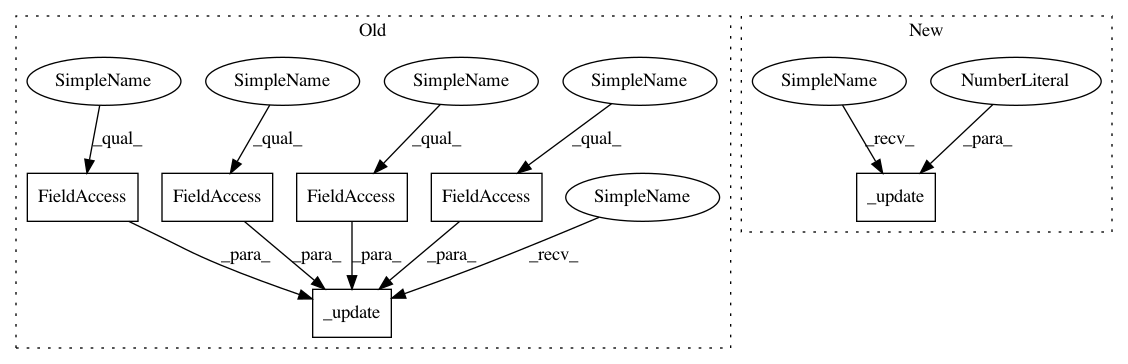 Old
New
SimpleName
SimpleName
SimpleName
SimpleName
SimpleName
NumberLiteral
_qual_
_qual_
_qual_
_qual_
_recv_
_para_
FieldAccess
FieldAccess
FieldAccess
FieldAccess
SimpleName
_update
_para_
_para_
_para_
_para_
_recv_
_update